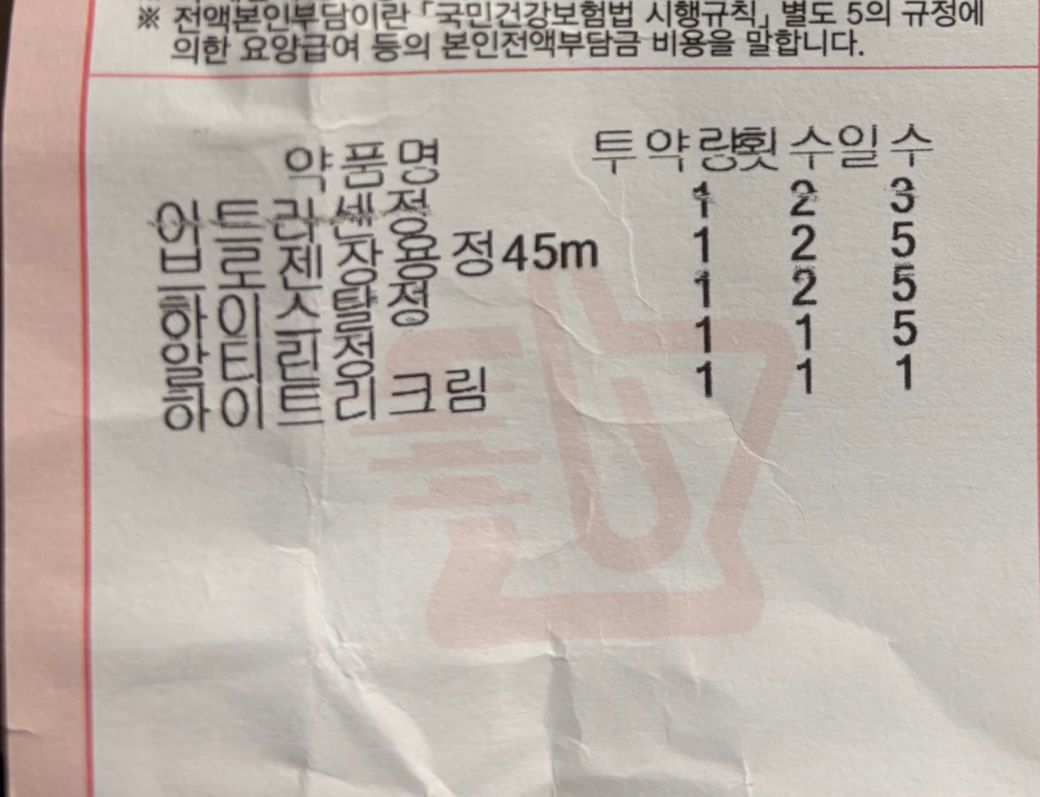 ※ 전액본인부담이란 「국민건강보험법 시행규칙」 별도 5의 규정에
의한 요양급여 등의 본인전액부담금 비용을 말합니다.
약품명 투약량 횟수 일수
이트라센정 1 2 3
브로젠장용정45m 1 2 5
하이스탈정 1 2 5
알티린정 1 1 5
하이트리크림 1 1 1